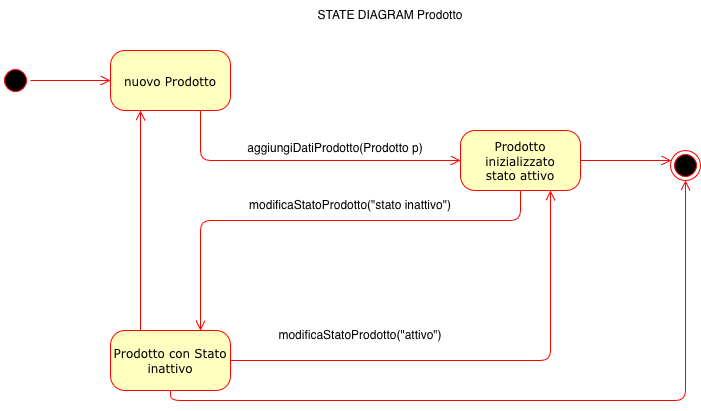 STATE DIAGRAM Prodotto
nuovo Prodotto
aggiungiDatiProdotto(Prodotto p)
Prodotto
inizializzato
stato attivo
modificaStatoProdotto("stato inattivo")
modificaStatoProdotto("attivo")
Prodotto con Stato
inattivo